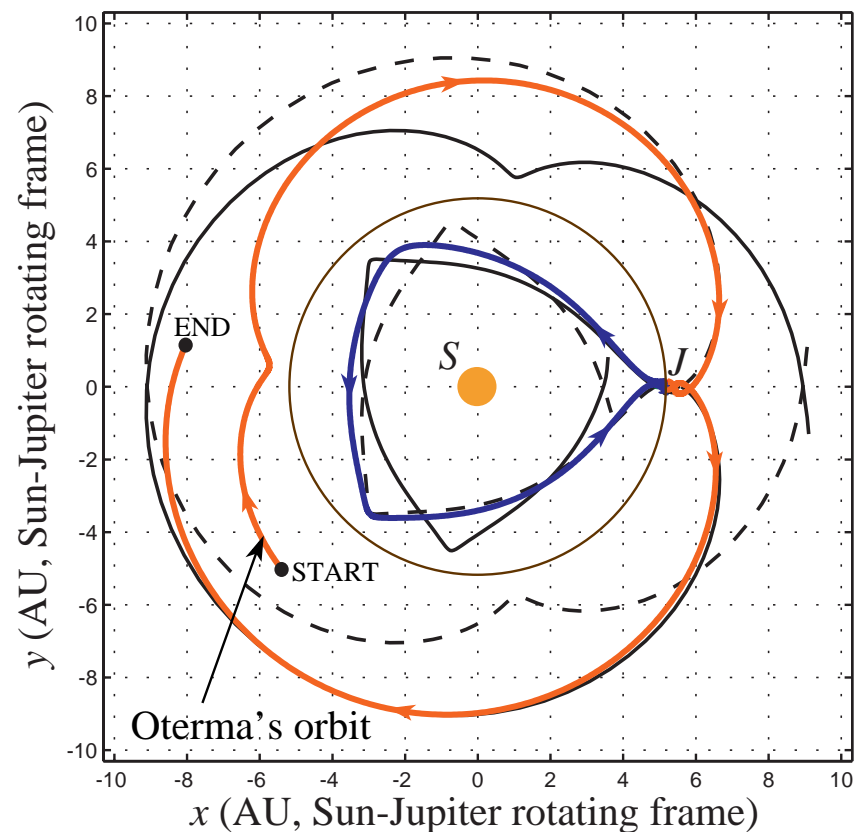 10
8
6
4
2
0
-2
-4
-6
-8
-10
-10 -8 -6 -4 -2 0 2 4 6 8 10
y (AU, Sun-Jupiter rotating frame)
x (AU, Sun-Jupiter rotating frame)
END
S
J
START
Oterma's orbit